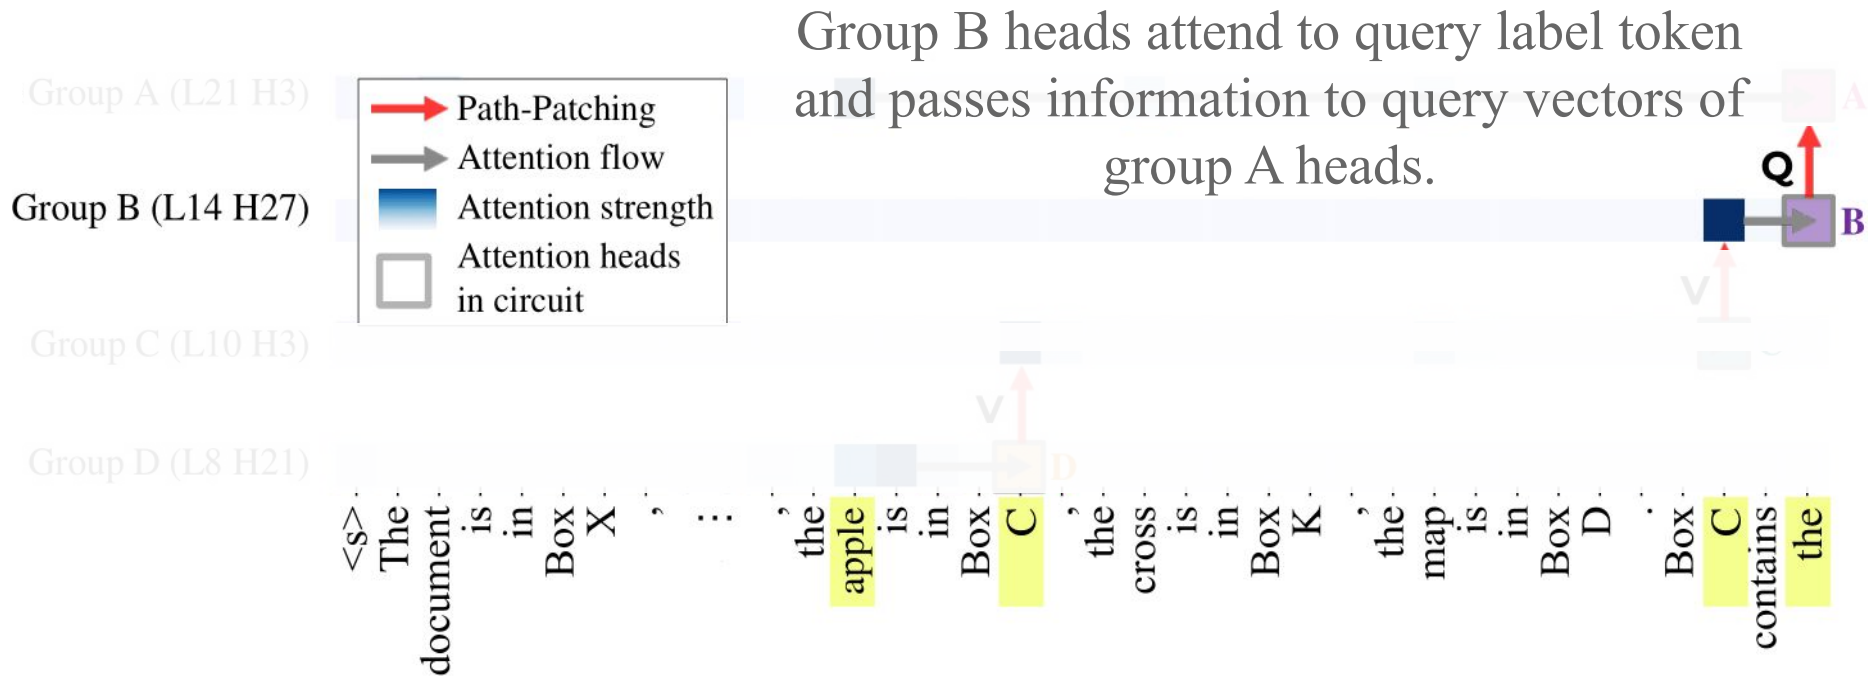 Group B heads attend to query label token
and passes information to query vectors of
group A heads.
Group A (L21 H3)
A
Path-Patching
Attention flow
Attention strength
Attention heads
in circuit
Q
Group B (L14 H27)
B
V
Group C (L10 H3)
V
Group D (L8 H21)
D
<s> The document is in Box X , ... , the apple is in Box C , the cross is in Box K , the map is in Box D . Box C contains the